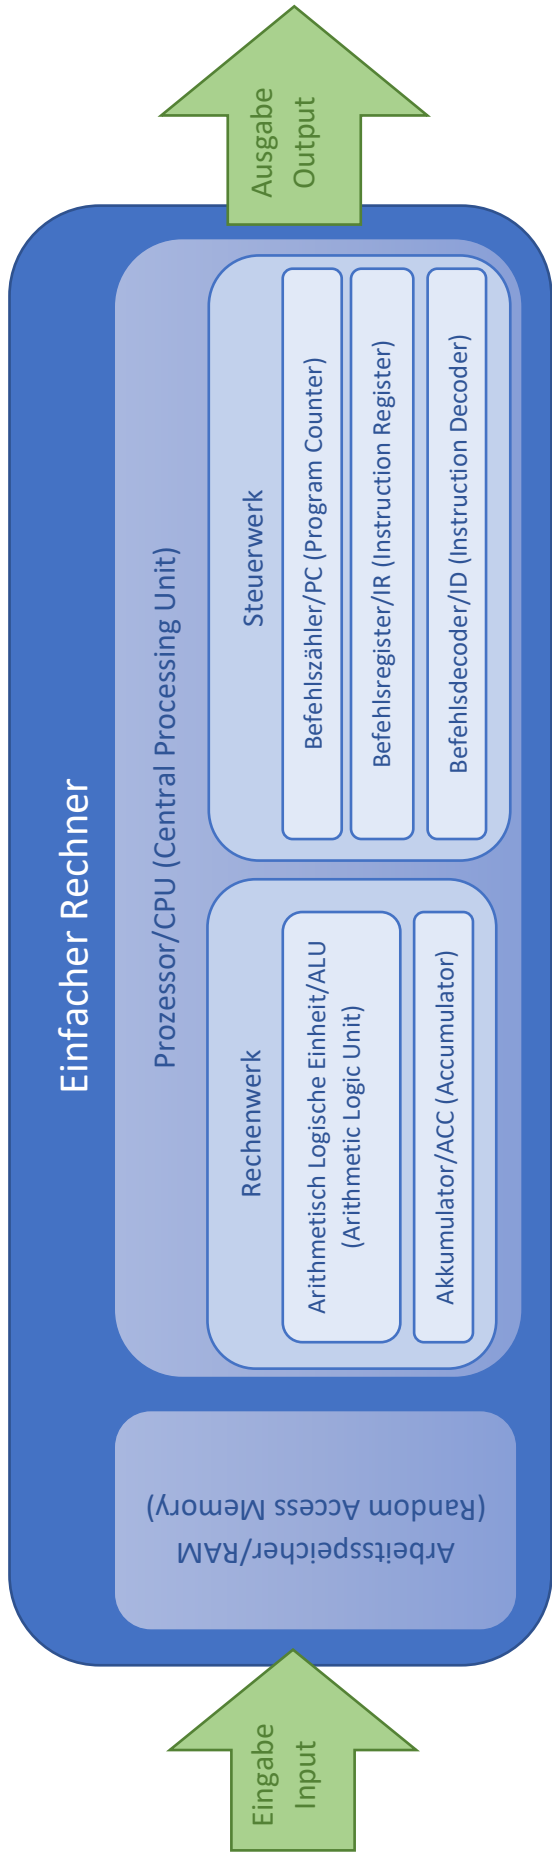 Einfacher Rechner
Eingabe
Input
Arbeitsspeicher/RAM
(Random Access Memory)
Prozessor/CPU (Central Processing Unit)
Rechenwerk
Arithmetisch Logische Einheit/ALU
(Arithmetic Logic Unit)
Akkumulator/ACC (Accumulator)
Steuerwerk
Befehlszähler/PC (Program Counter)
Befehlsregister/IR (Instruction Register)
Befehlsdecoder/ID (Instruction Decoder)
Ausgabe
Output